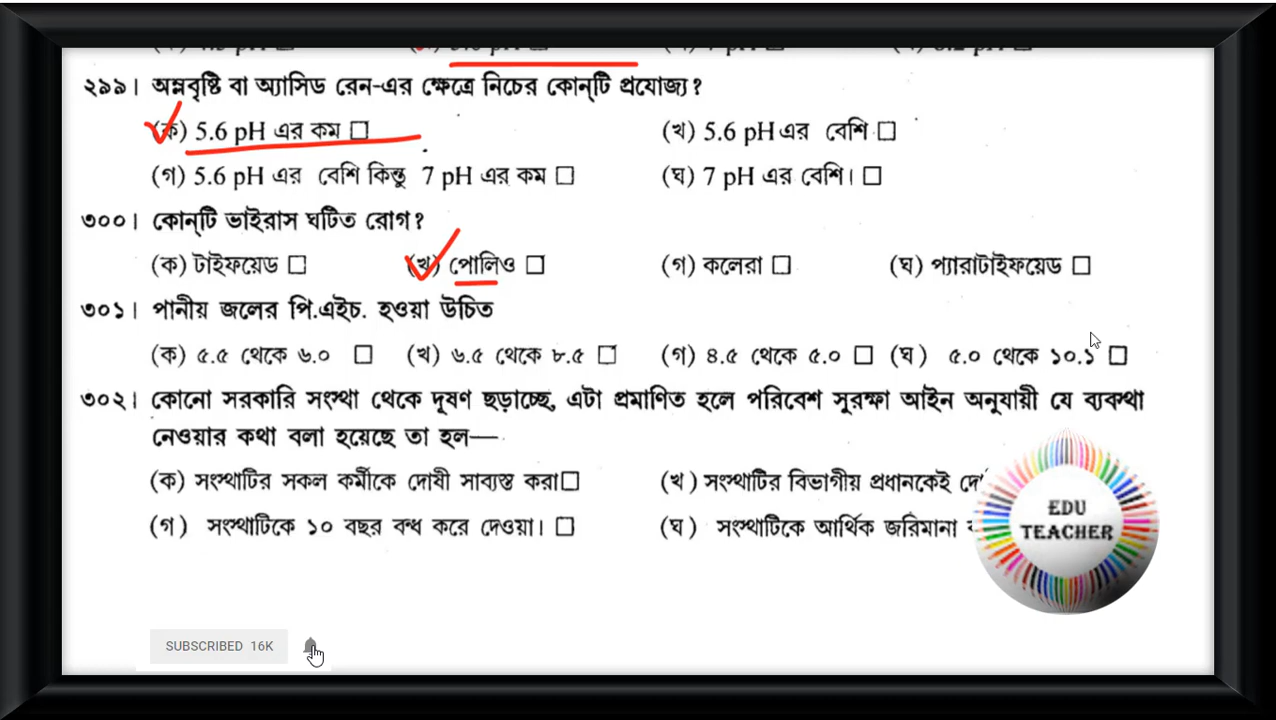 ২৯৯। অম্লবৃষ্টি বা অ্যাসিড রেন-এর ক্ষেত্রে নিচের কোন্‌টি প্রযোজ্য?
(ক) 5.6 pH এর কম □ (খ) 5.6 pH এর বেশি □
(গ) 5.6 pH এর বেশি কিন্তু 7 pH এর কম □ (ঘ) 7 pH এর বেশি। □
৩০০। কোন্‌টি ভাইরাস ঘটিত রোগ?
(ক) টাইফয়েড □ (খ) পোলিও □ (গ) কলেরা □ (ঘ) প্যারাটাইফয়েড □
৩০১। পানীয় জলের পি.এইচ. হওয়া উচিত
(ক) ৫.৫ থেকে ৬.০ □ (খ) ৬.৫ থেকে ৮.৫ □ (গ) ৪.৫ থেকে ৫.০ □ (ঘ) ৫.০ থেকে ১০.১ □
৩০২। কোনো সরকারি সংস্থা থেকে দূষণ ছড়াচ্ছে, এটা প্রমাণিত হলে পরিবেশ সুরক্ষা আইন অনুযায়ী যে ব্যবস্থা
নেওয়ার কথা বলা হয়েছে তা হল—
(ক) সংস্থাটির সকল কর্মীকে দোষী সাব্যস্ত করা □ (খ) সংস্থাটির বিভাগীয় প্রধানকেই
(গ) সংস্থাটিকে ১০ বছর বন্ধ করে দেওয়া। □ (ঘ) সংস্থাটিকে আর্থিক জরিমানা
EDU
TEACHER
SUBSCRIBED 16K